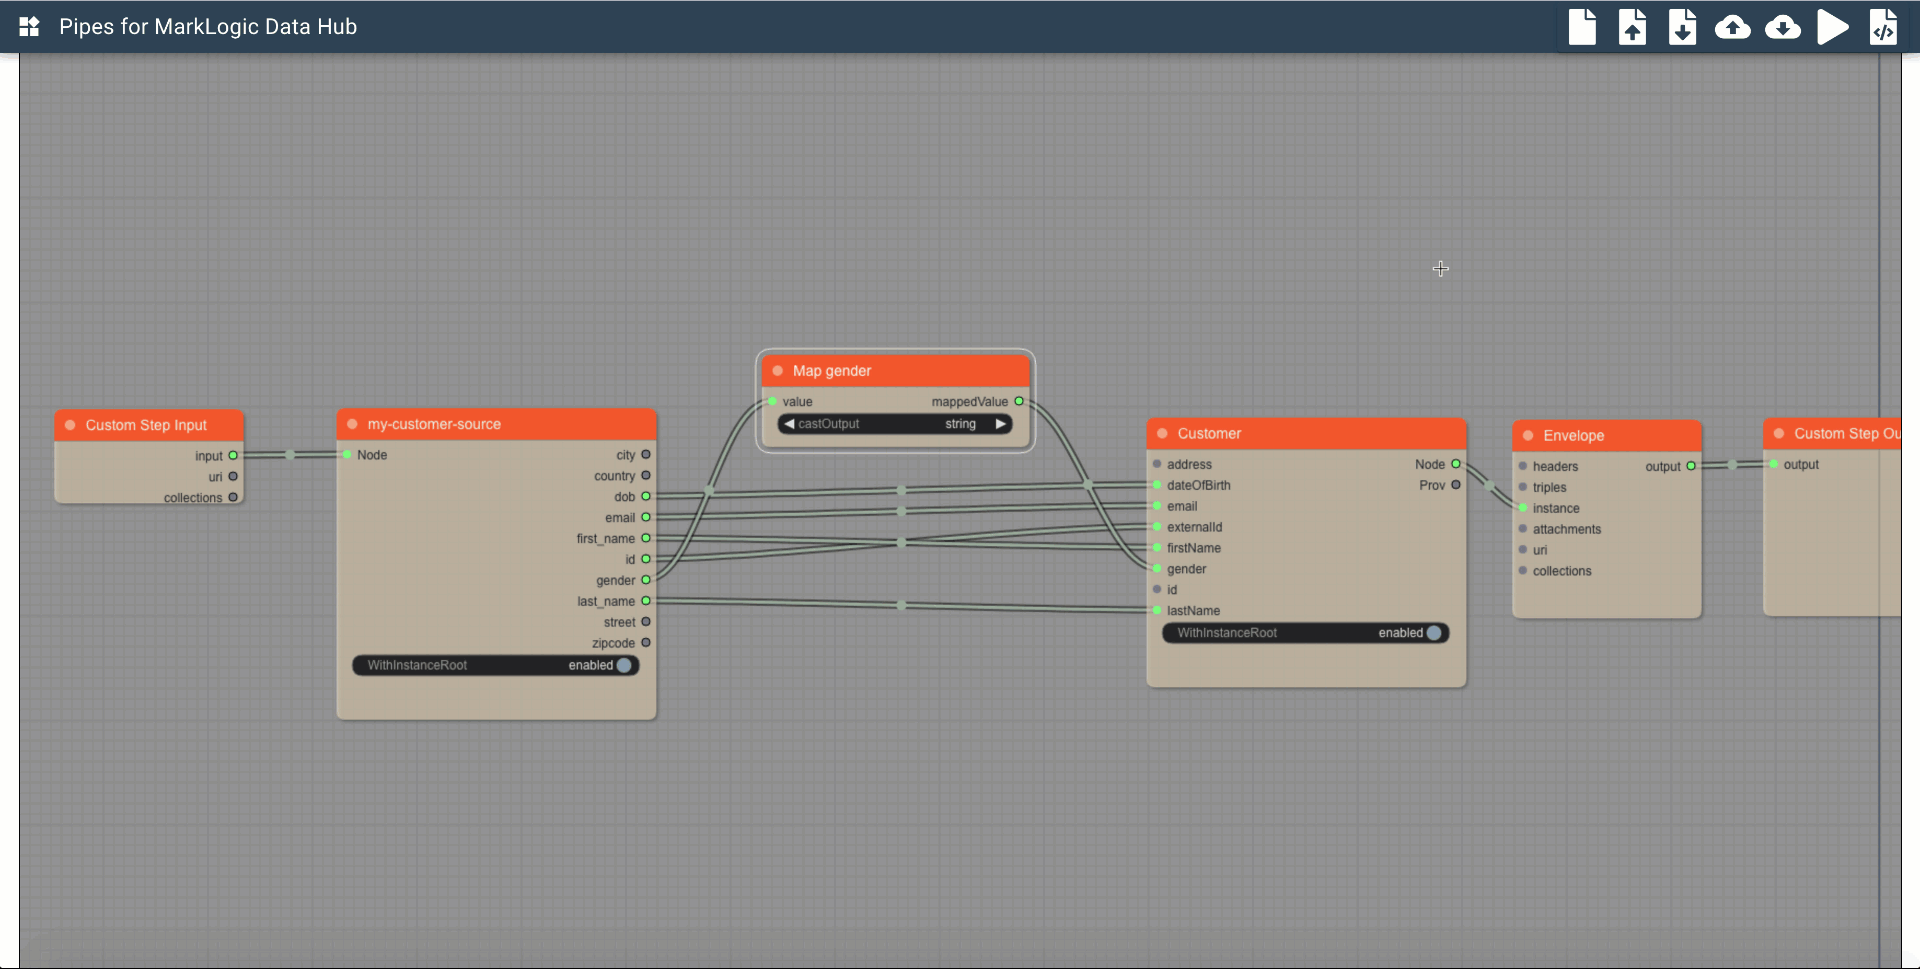 Pipes for MarkLogic Data Hub
Custom Step Input
input
uri
collections
my-customer-source
Node
city
country
dob
email
first_name
id
gender
last_name
street
zipcode
WithInstanceRoot enabled
Map gender
value mappedValue
castOutput string
Customer
address Node
dateOfBirth Prov
email
externalId
firstName
gender
id
lastName
WithInstanceRoot enabled
Envelope
headers output
triples
instance
attachments
uri
collections
Custom Step Ou
output